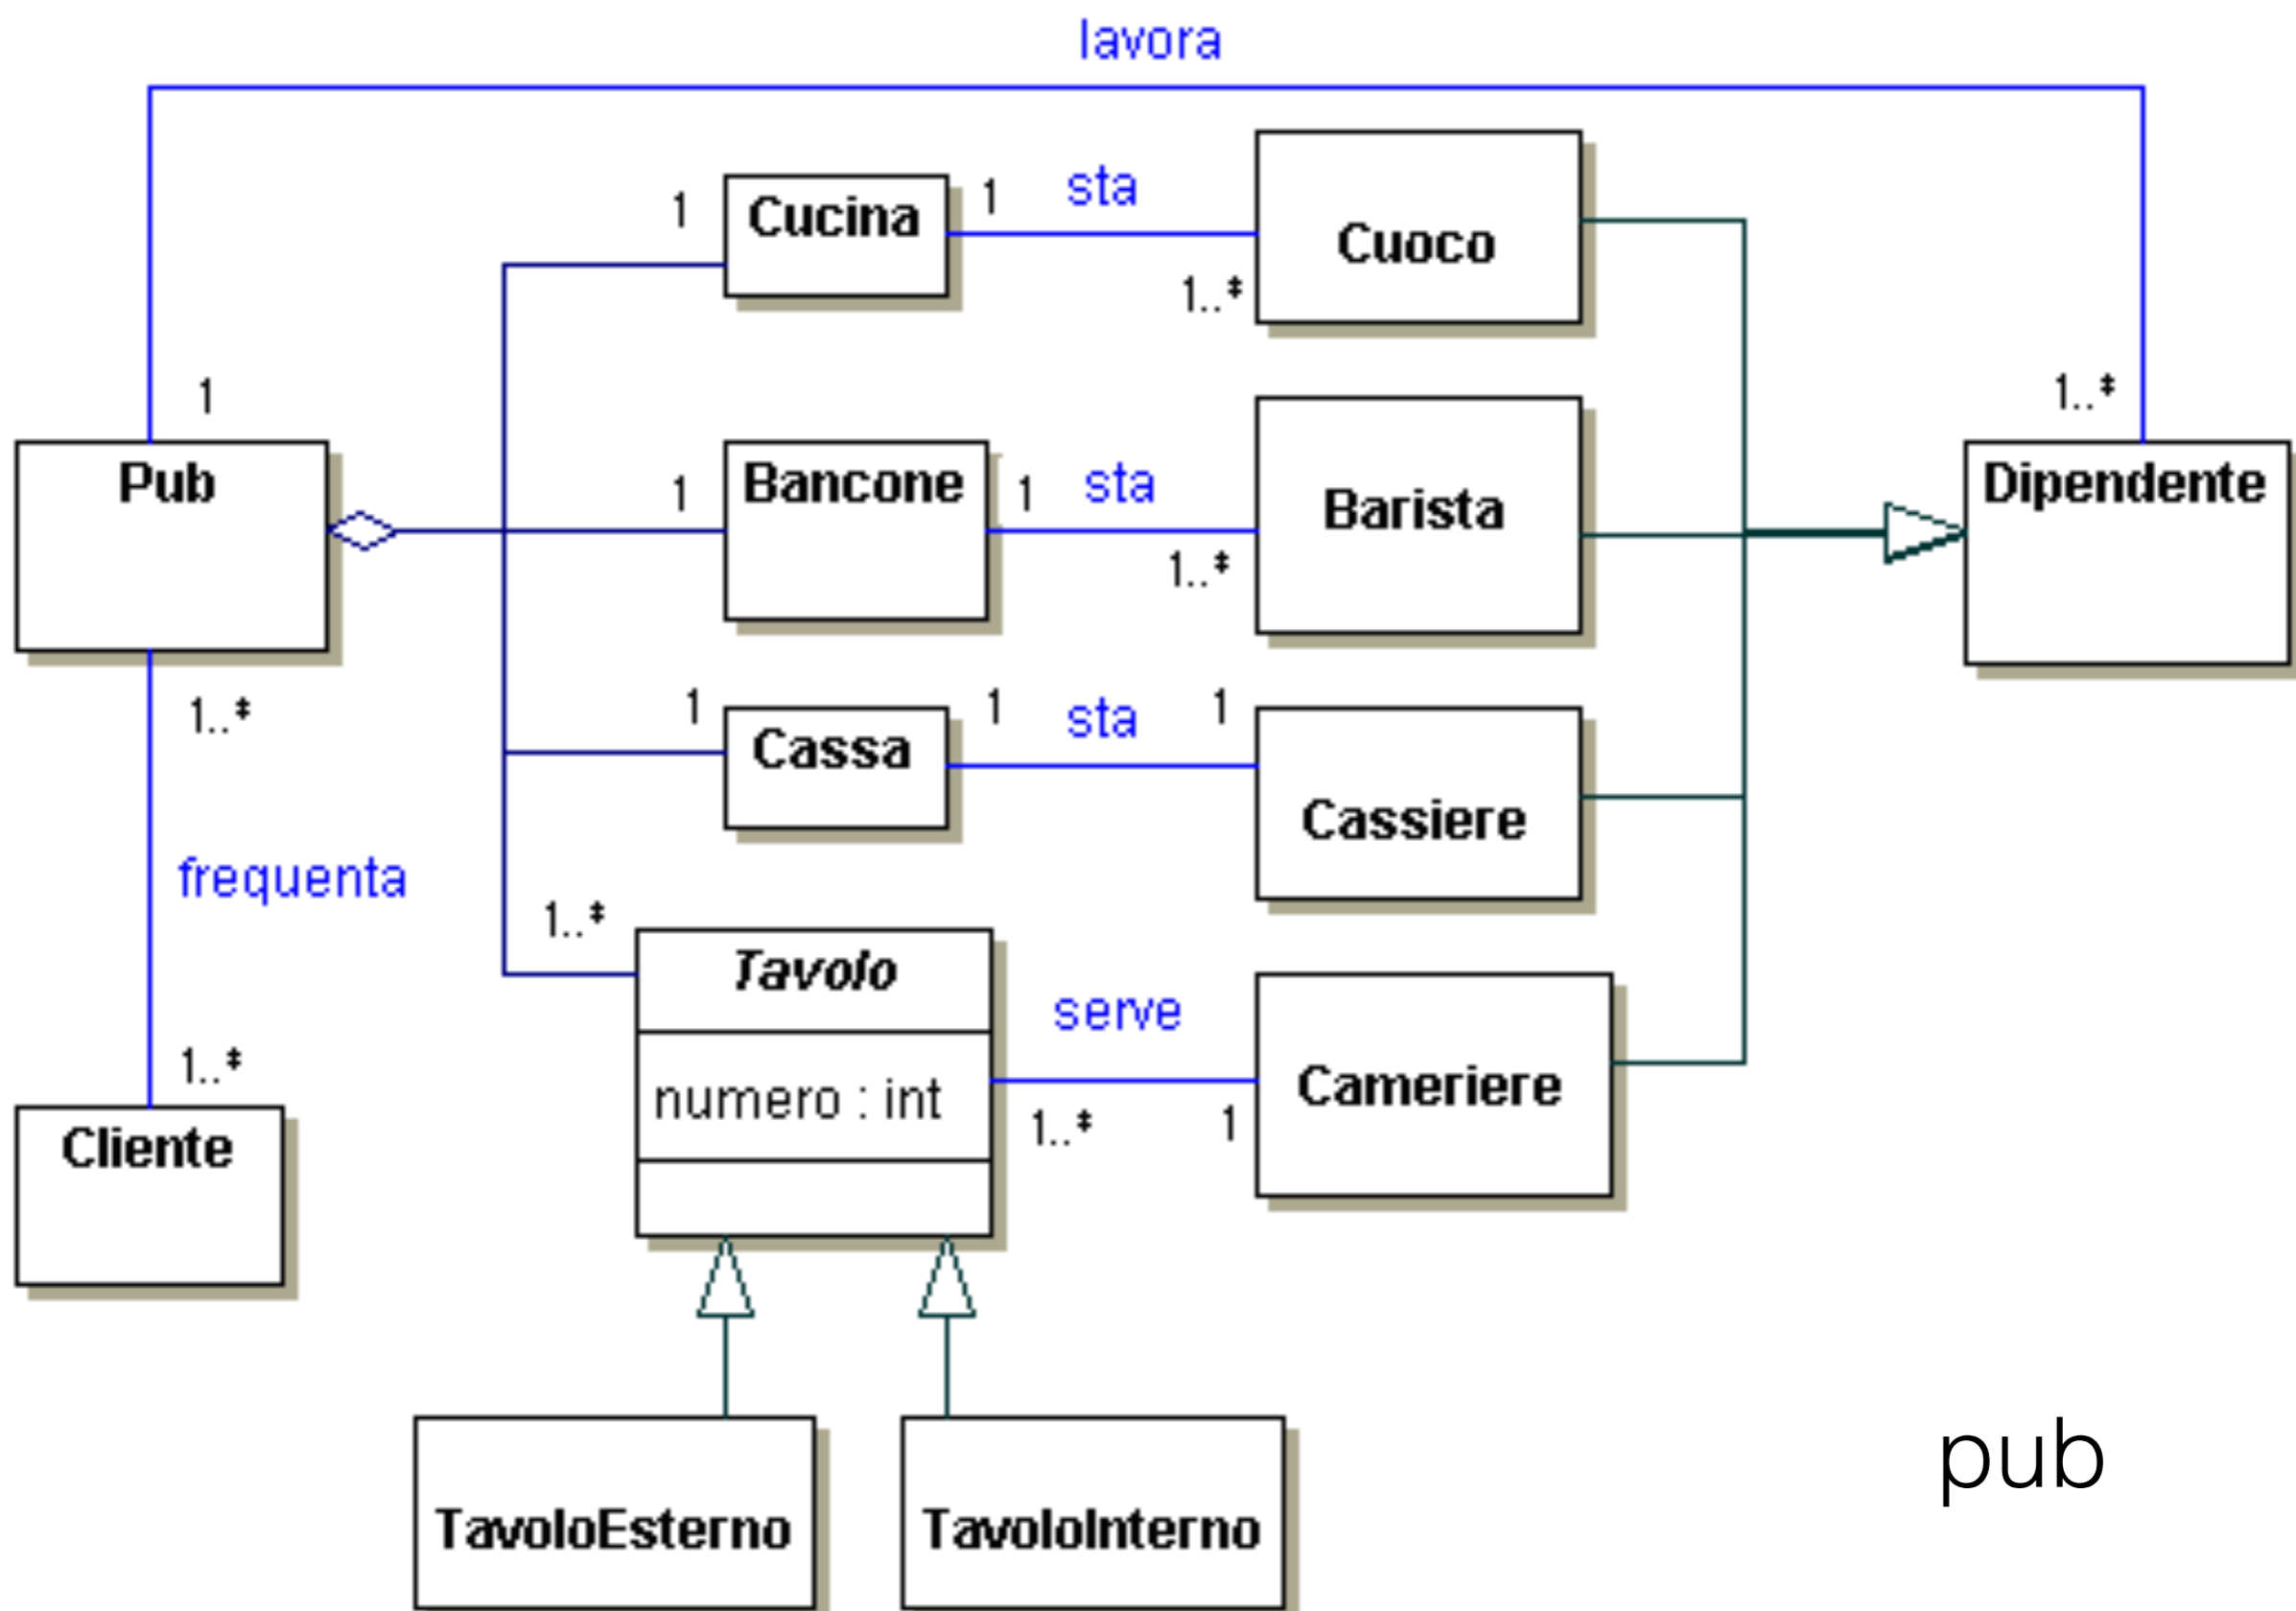 lavora
1
sta
1
Cucina
Cuoco
1..*
1
1..*
Pub
1
Bancone
1
sta
Barista
Dipendente
1..*
1..*
1
1
sta
1
Cassa
Cassiere
frequenta
1..*
Tavolo
serve
numero : int
1..*
1
Cameriere
1..*
Cliente
pub
TavoloEsterno
TavoloInterno